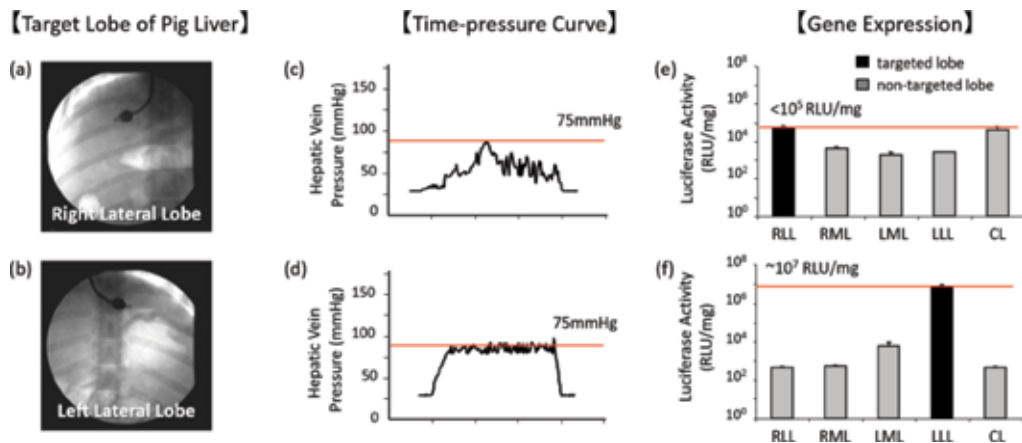 【Target Lobe of Pig Liver】
【Time-pressure Curve】
【Gene Expression】
(a)
Right Lateral Lobe
(c)
Hepatic Vein
Pressure (mmHg)
150
100
50
0
75mmHg
(e)
targeted lobe
non-targeted lobe
<10⁵ RLU/mg
Luciferase Activity
(RLU/mg)
10⁸
10⁶
10⁴
10²
10⁰
RLL RML LML LLL CL
(b)
Left Lateral Lobe
(d)
Hepatic Vein
Pressure (mmHg)
150
100
50
0
75mmHg
(f)
~10⁷ RLU/mg
Luciferase Activity
(RLU/mg)
10⁸
10⁶
10⁴
10²
10⁰
RLL RML LML LLL CL